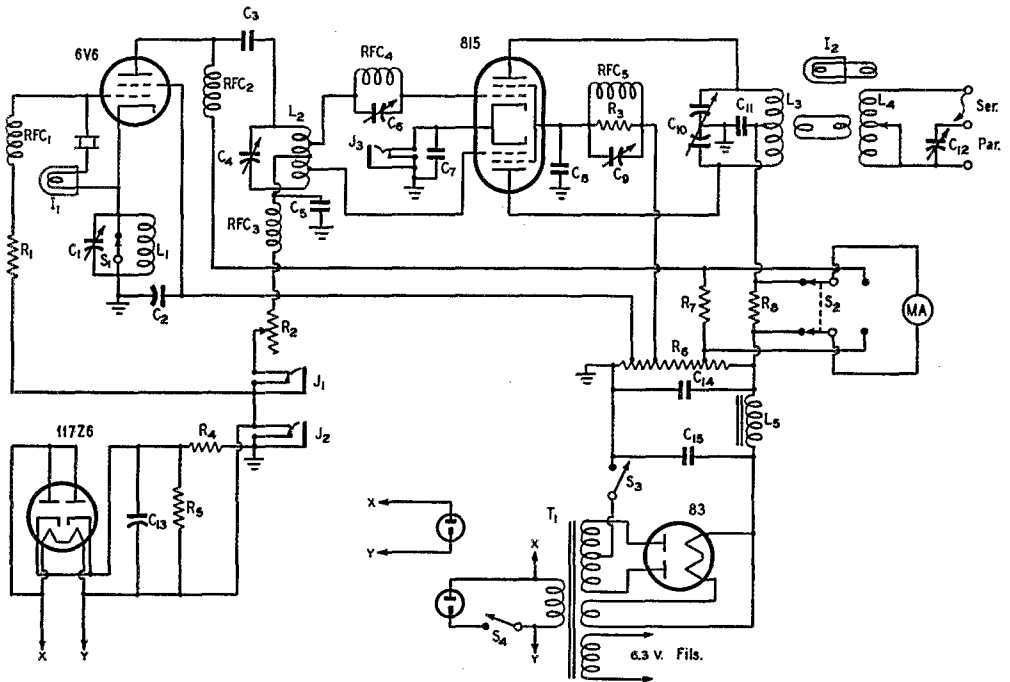 C3
6V6
815
I2
RFC4
RFC5
RFC2
L2
C6
R3
C10
C11
L3
L4
Ser.
C12
Par.
RFC1
C4
J3
C7
C8
C9
I1
C5
RFC3
C1
S1
L1
R1
C2
R2
R7
R8
S2
MA
R6
C14
J1
L5
117Z6
R4
J2
C15
S3
C13
R5
X
Y
T1
83
X
S4
Y
6.3 V. Fils.
X
Y